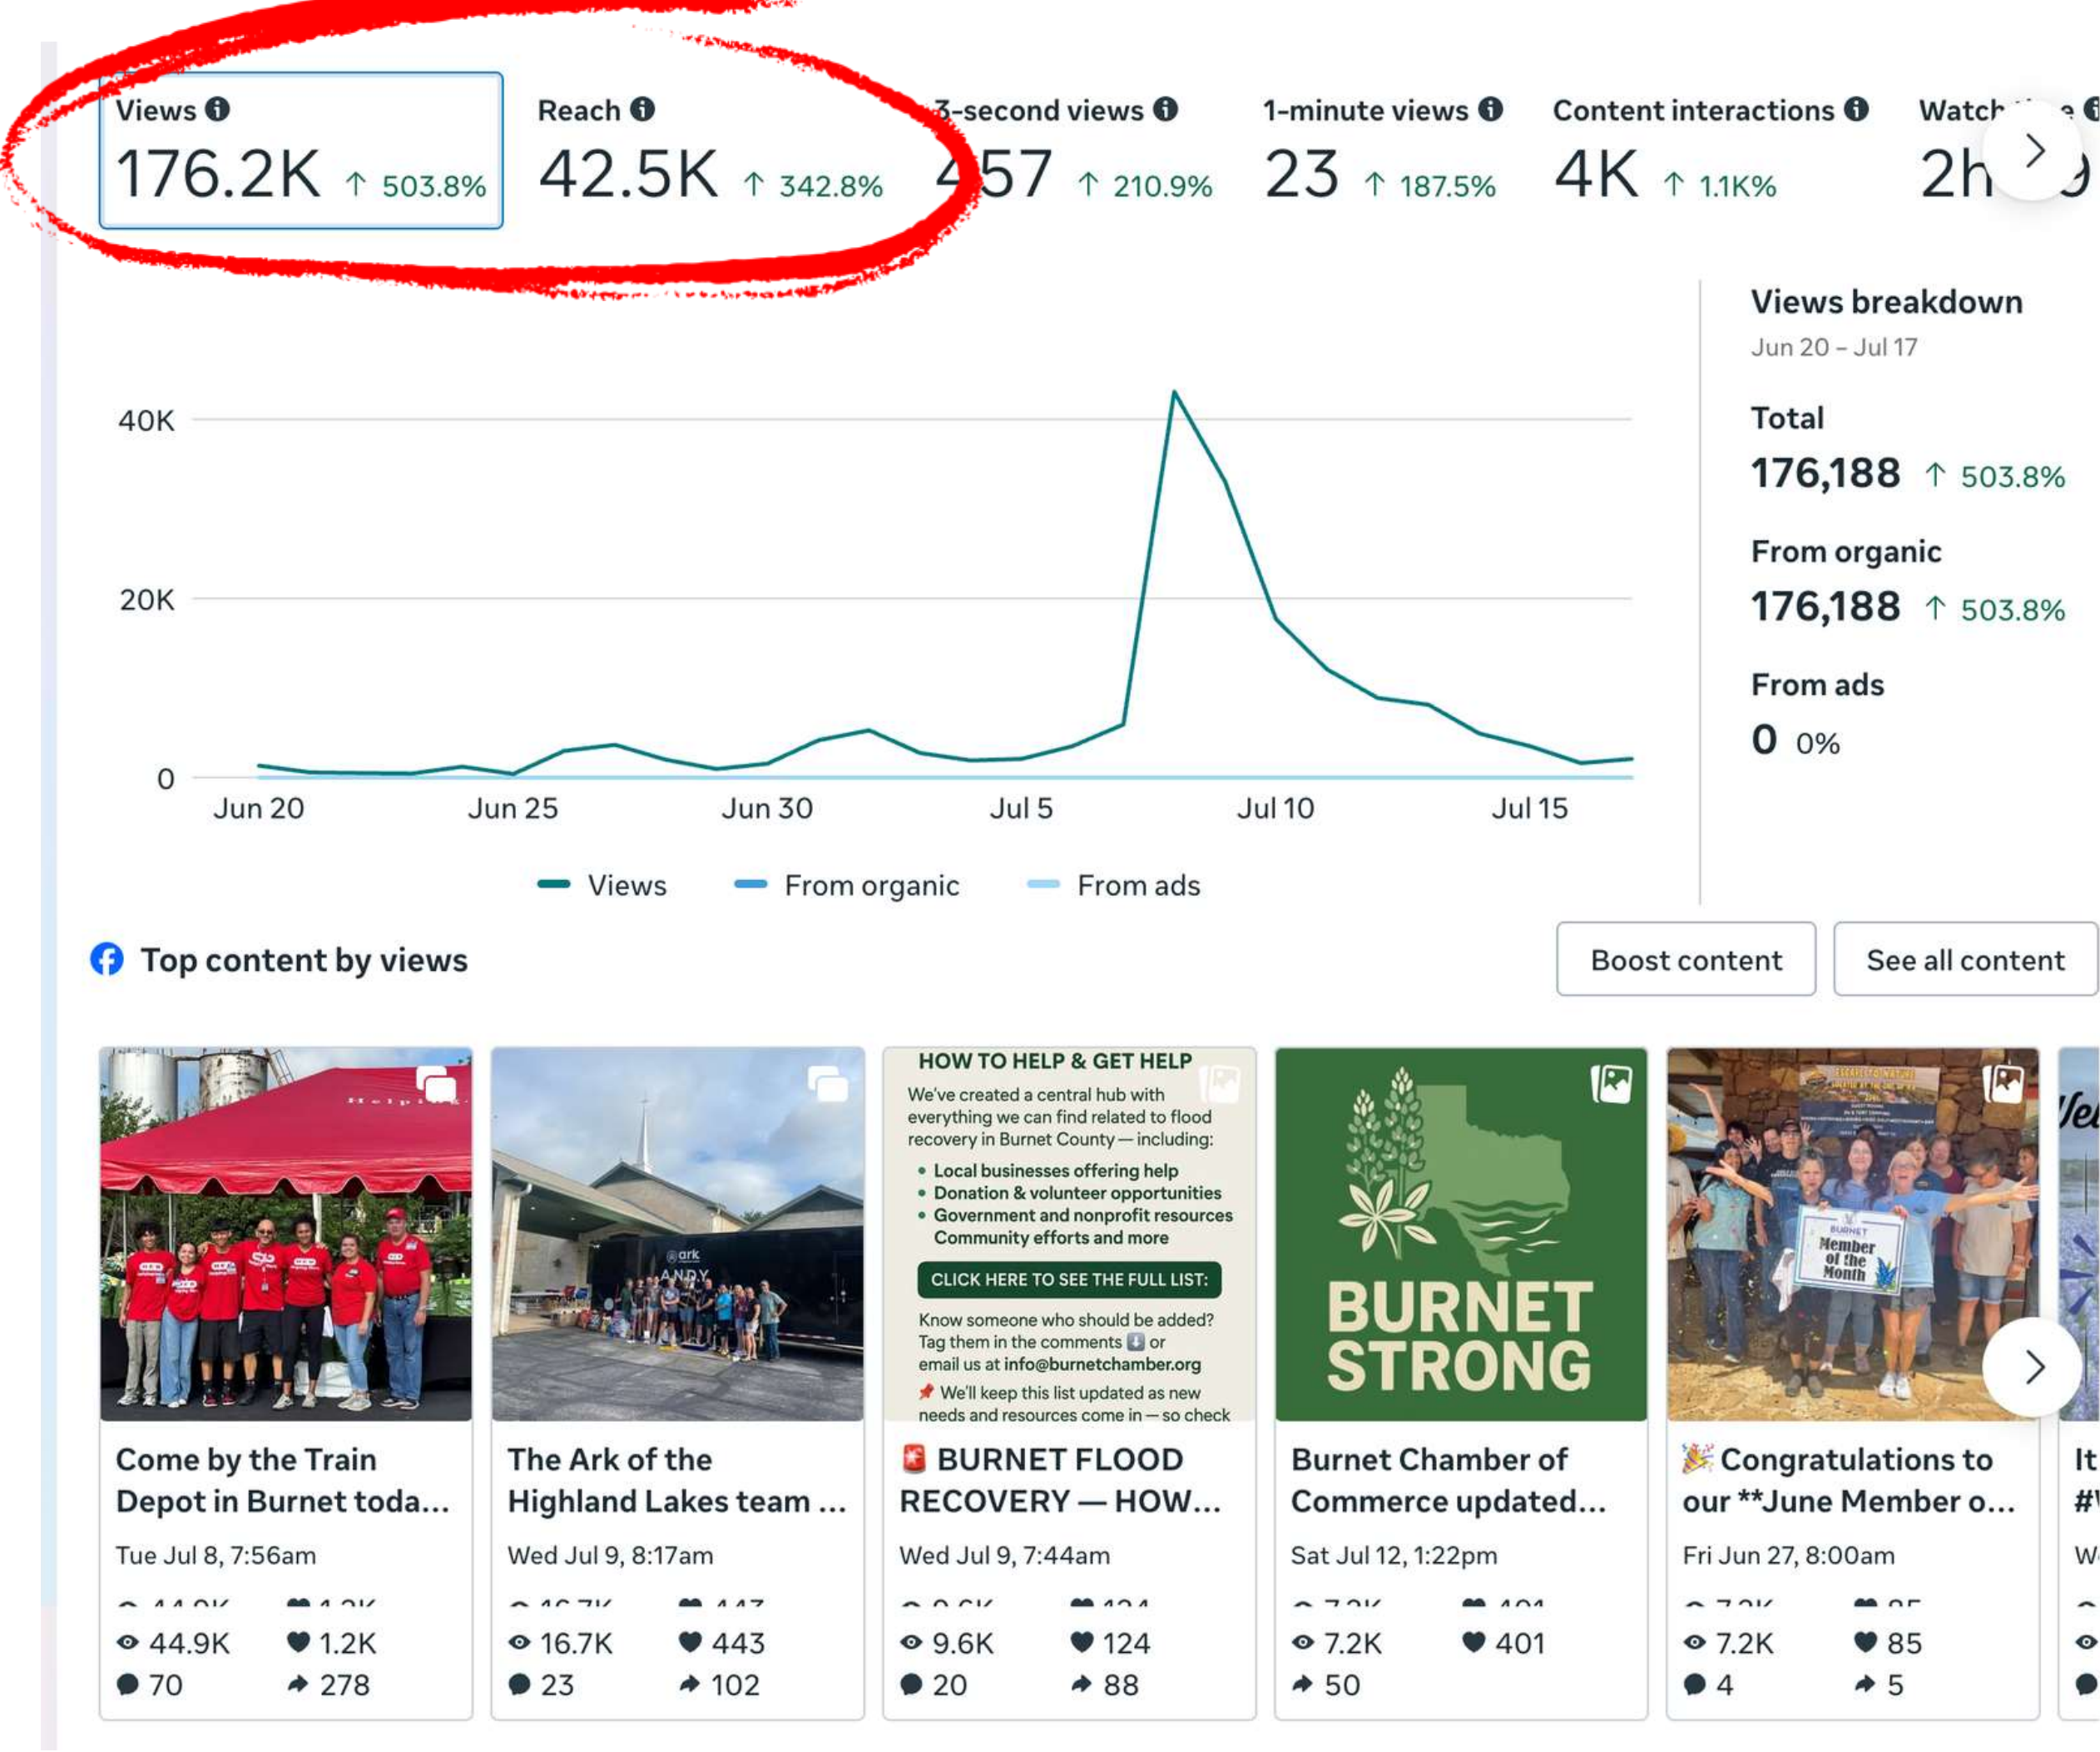 Views
176.2K ↑ 503.8%
Reach
42.5K ↑ 342.8%
3-second views
457 ↑ 210.9%
1-minute views
23 ↑ 187.5%
Content interactions
4K ↑ 1.1K%
2h
Views breakdown
Jun 20 – Jul 17
Total
176,188 ↑ 503.8%
From organic
176,188 ↑ 503.8%
From ads
0 0%
40K
20K
0
Jun 20 Jun 25 Jun 30 Jul 5 Jul 10 Jul 15
Views From organic From ads
Top content by views
Boost content
See all content
HOW TO HELP & GET HELP
We've created a central hub with
everything we can find related to flood
recovery in Burnet County — including:
• Local businesses offering help
• Donation & volunteer opportunities
• Government and nonprofit resources
Community efforts and more
CLICK HERE TO SEE THE FULL LIST:
Know someone who should be added?
Tag them in the comments ⬇️ or
email us at info@burnetchamber.org
📌 We'll keep this list updated as new
needs and resources come in — so check
ark
BURNET
STRONG
BURNET
Member
of the
Month
Come by the Train
Depot in Burnet toda...
Tue Jul 8, 7:56am
44.9K 1.2K
70 278
The Ark of the
Highland Lakes team ...
Wed Jul 9, 8:17am
16.7K 443
23 102
🚨 BURNET FLOOD
RECOVERY — HOW...
Wed Jul 9, 7:44am
9.6K 124
20 88
Burnet Chamber of
Commerce updated...
Sat Jul 12, 1:22pm
7.2K 401
50
🎉 Congratulations to
our **June Member o...
Fri Jun 27, 8:00am
7.2K 85
4 5
It